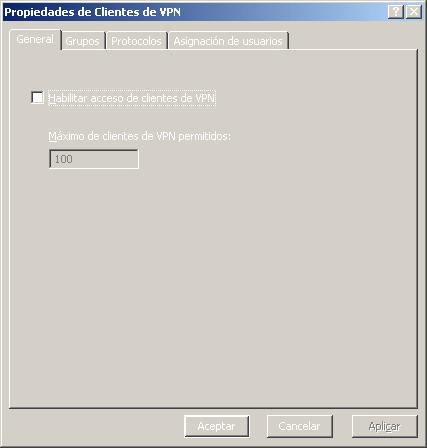 Propiedades de Clientes de VPN
General Grupos Protocolos Asignación de usuarios
Habilitar acceso de clientes de VPN
Máximo de clientes de VPN permitidos:
100
Aceptar Cancelar Aplicar